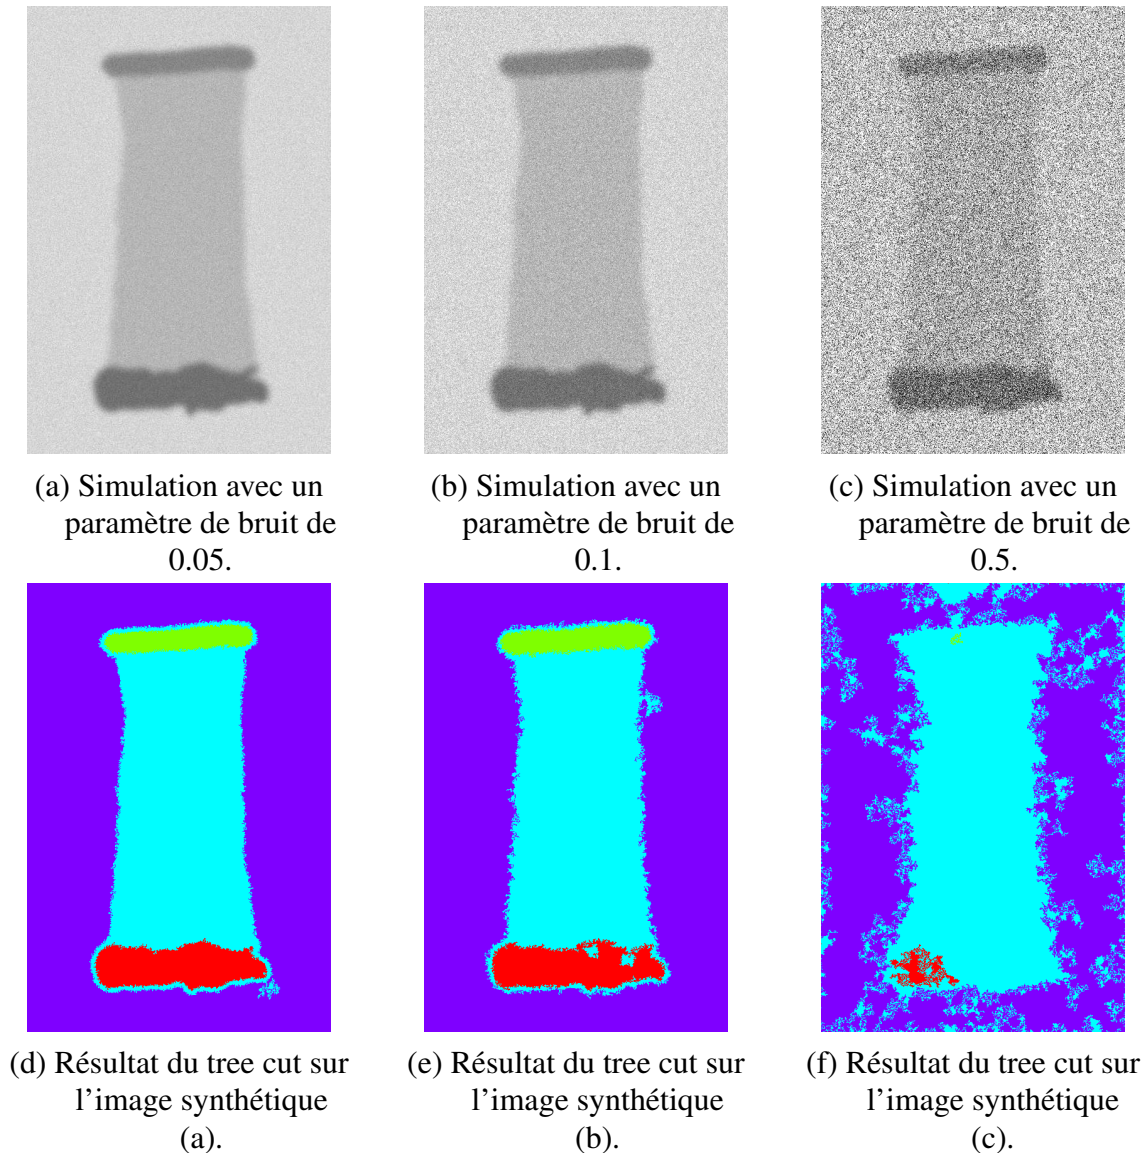 (a) Simulation avec un
paramètre de bruit de
0.05.
(b) Simulation avec un
paramètre de bruit de
0.1.
(c) Simulation avec un
paramètre de bruit de
0.5.
(d) Résultat du tree cut sur
l’image synthétique
(a).
(e) Résultat du tree cut sur
l’image synthétique
(b).
(f) Résultat du tree cut sur
l’image synthétique
(c).